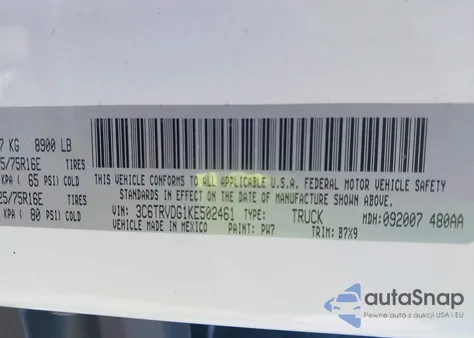 7 KG 8900 LB
5/75R16E TIRES
KPA ( 65 PSI) COLD
25/75R16E TIRES
KPA ( 80 PSI) COLD
THIS VEHICLE CONFORMS TO ALL APPLICABLE U.S.A. FEDERAL MOTOR VEHICLE SAFETY
STANDARDS IN EFFECT ON THE DATE OF MANUFACTURE SHOWN ABOVE.
VIN: 3C6TRVDG1KE502461 TYPE: TRUCK MDH:092007 480AA
VEHICLE MADE IN MEXICO PAINT: PW7 TRIM: B7X9
autoSnap
Pewne auta z aukcji USA i EU